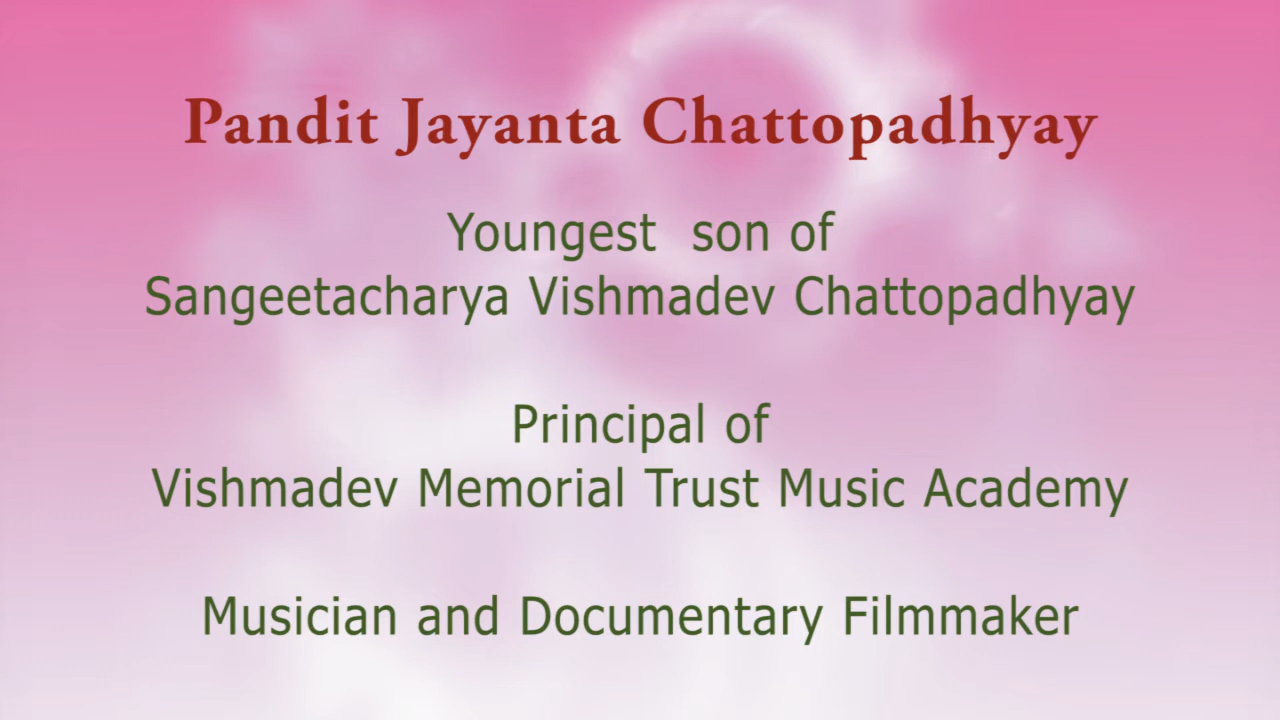 Pandit Jayanta Chattopadhyay
Youngest son of
Sangeetacharya Vishmadev Chattopadhyay
Principal of
Vishmadev Memorial Trust Music Academy
Musician and Documentary Filmmaker